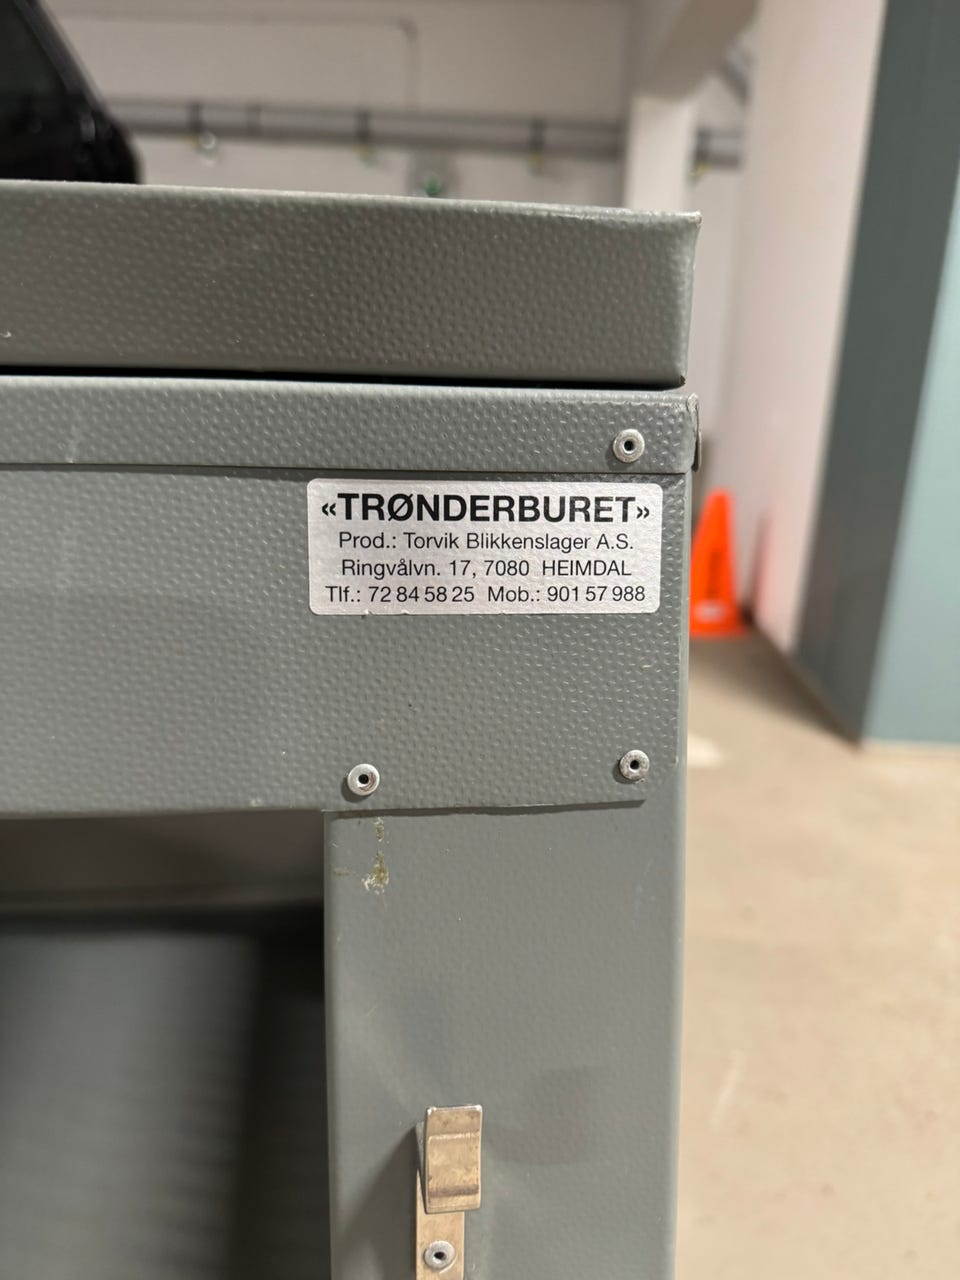 «TRØNDERBURET»
Prod.: Torvik Blikkenslager A.S.
Ringvålvn. 17, 7080 HEIMDAL
Tlf.: 72 84 58 25 Mob.: 901 57 988